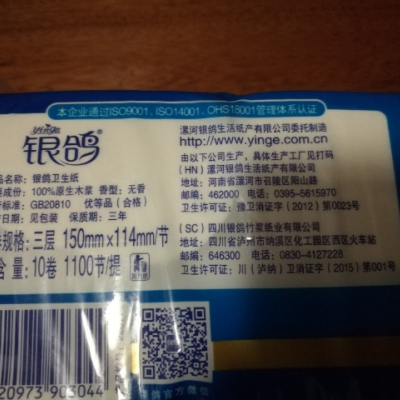 本企业通过ISO9001、ISO14001、OHS18001管理体系认证
yinge
银鸽
品名称：银鸽卫生纸
要成份：100%原生木浆 香型：无香
行标准：GB20810 优等品（合格）
日期：见包装 保质期：三年
规格：三层 150mm×114mm/节
含量：10卷 1100节/提
漯河银鸽生活纸产有限公司委托制造
http://www.yinge.com.cn
由以下公司生产，具体生产工厂见打码
（HN）漯河银鸽生活纸产有限公司
地址：河南省漯河市召陵区阳山路
邮编：462000 电话：0395-5615970
卫生许可证：豫卫消证字（2012）第0023号
（SC）四川银鸽竹浆纸业有限公司
地址：四川省泸州市纳溪区化工园区西区火车站
邮编：646300 电话：0830-4127228
卫生许可证：川（泸纳）卫消证字（2015）第001号
20973 903044
银鸽官方微信